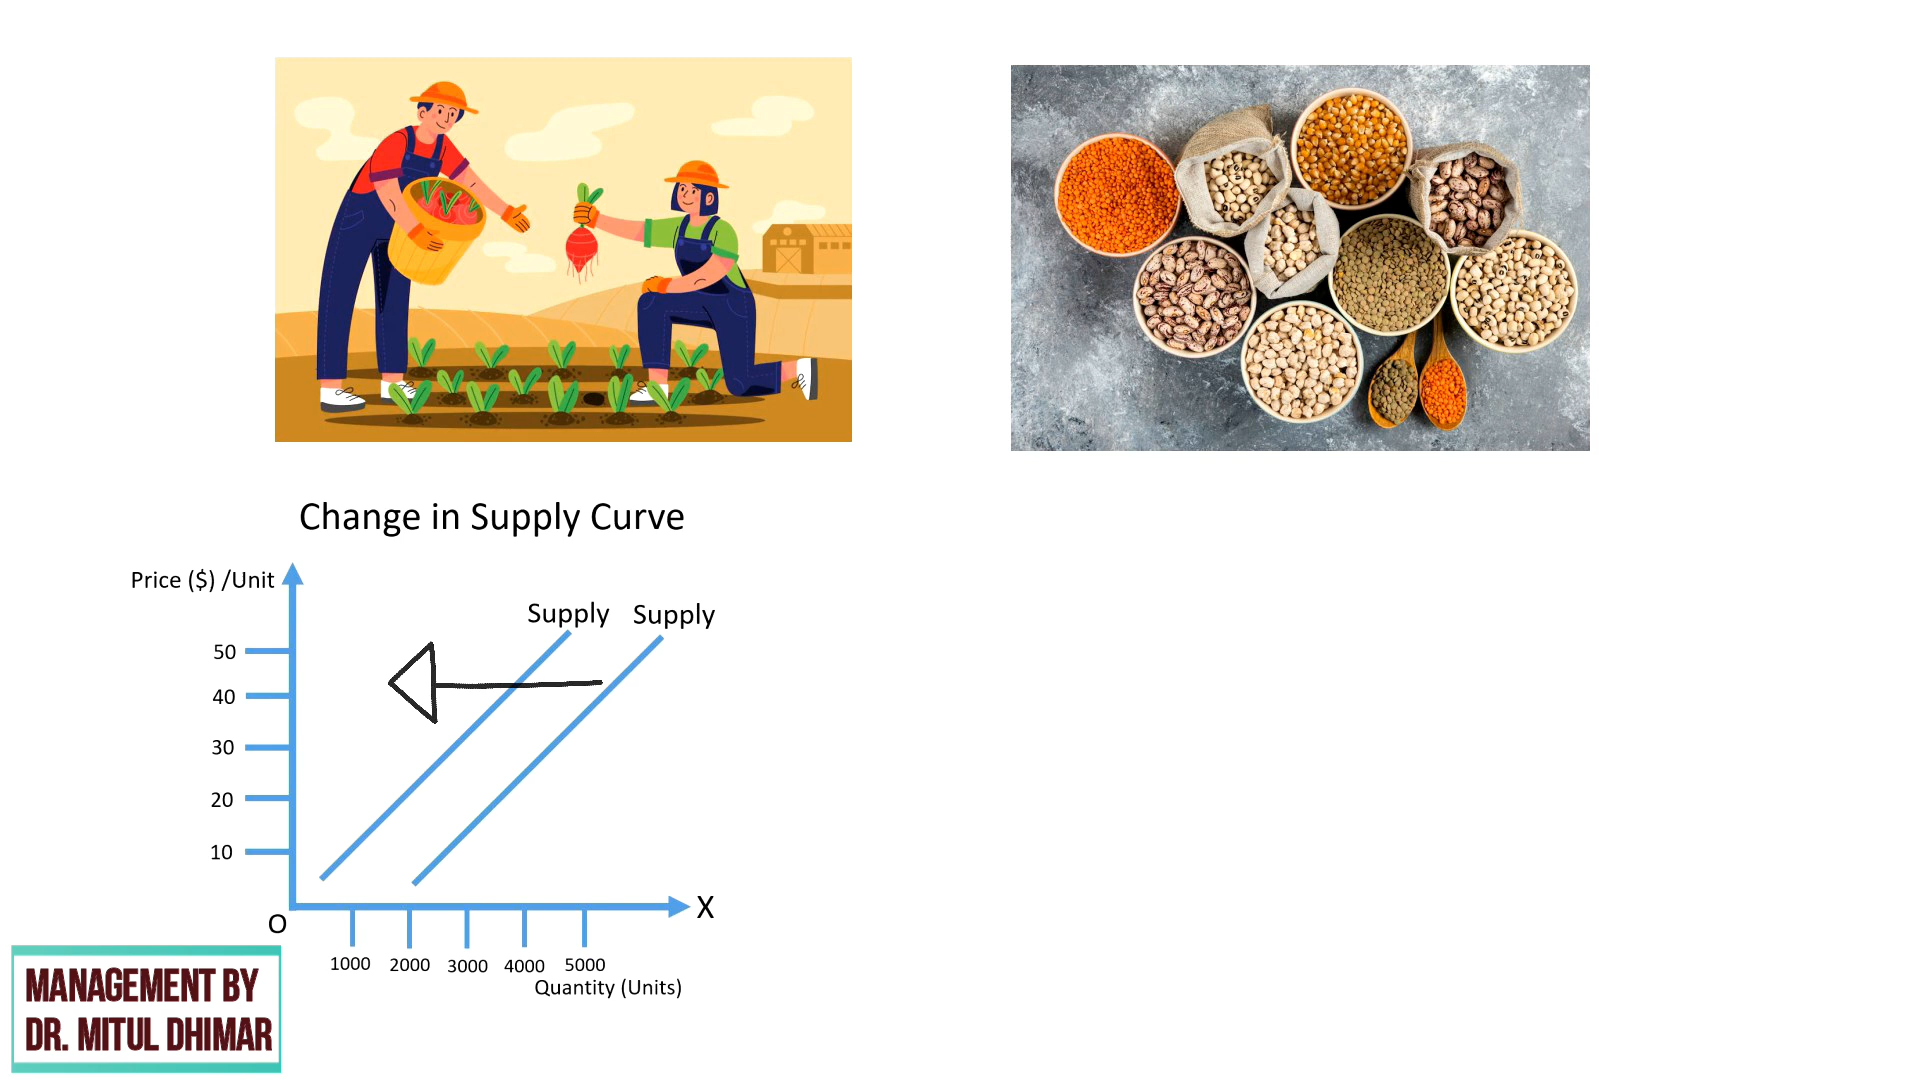 Change in Supply Curve
Price ($) /Unit
Supply Supply
50
40
30
20
10
O
X
1000 2000 3000 4000 5000
Quantity (Units)
MANAGEMENT BY
DR. MITUL DHIMAR